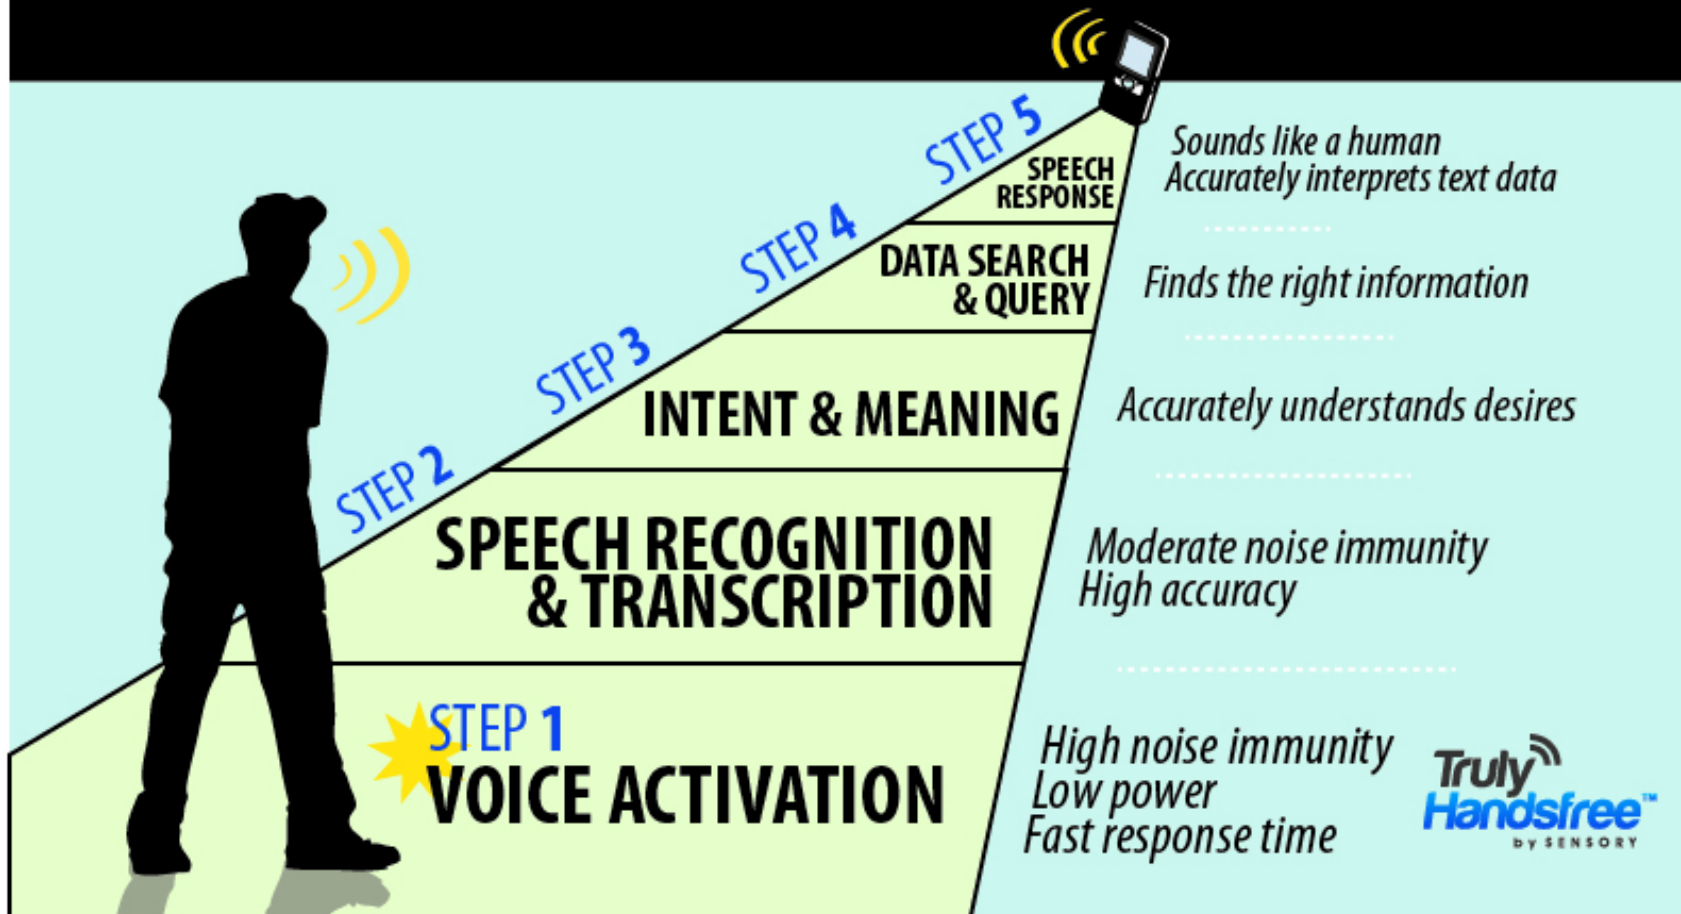 STEP 5
SPEECH
RESPONSE
Sounds like a human
Accurately interprets text data
STEP 4
DATA SEARCH
& QUERY
Finds the right information
STEP 3
INTENT & MEANING
Accurately understands desires
STEP 2
SPEECH RECOGNITION
& TRANSCRIPTION
Moderate noise immunity
High accuracy
STEP 1
VOICE ACTIVATION
High noise immunity
Low power
Fast response time
Truly
Handsfree™
by SENSORY